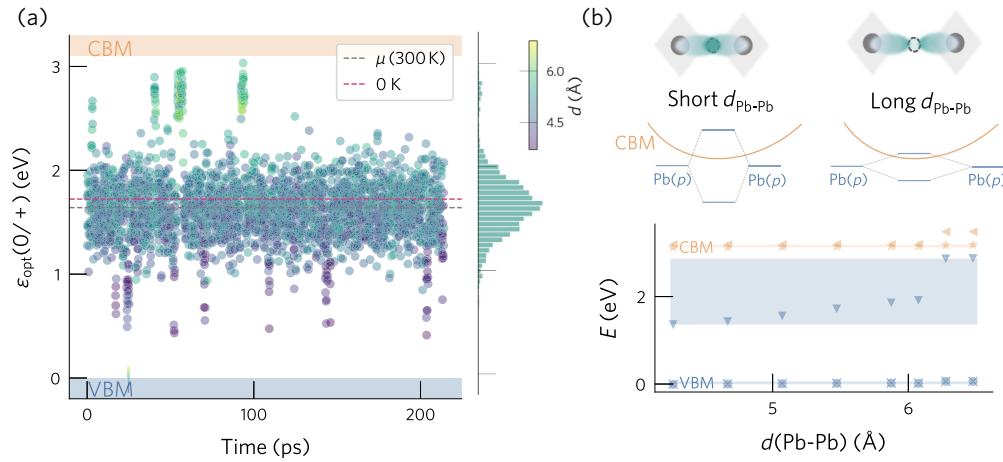 (a)
CBM
μ(300 K)
0 K
6.0
4.5
d (Å)
3
2
1
0
ε_opt(0/+) (eV)
VBM
0
90
200
Time (ps)
(b)
Short d_Pb-Pb
Long d_Pb-Pb
CBM
Pb(p)
Pb(p)
Pb(p)
Pb(p)
CBM
2
0
E (eV)
VBM
5
6
d(Pb-Pb) (Å)